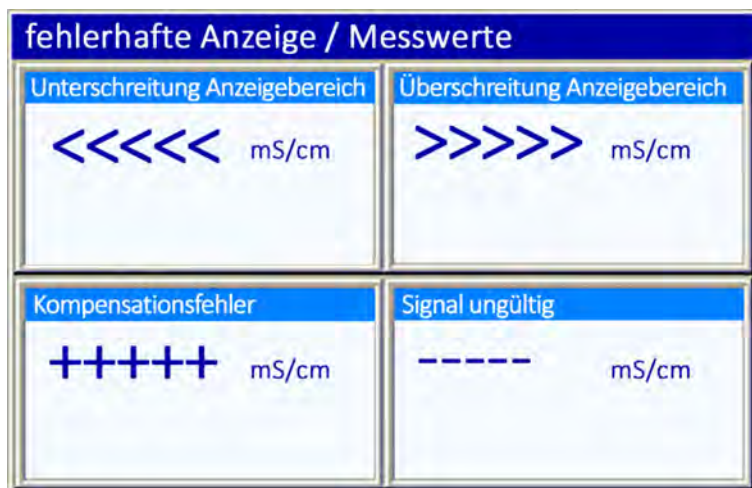 fehlerhafte Anzeige / Messwerte
Unterschreitung Anzeigebereich
<<<<< mS/cm
Überschreitung Anzeigebereich
>>>>> mS/cm
Kompensationsfehler
+++++ mS/cm
Signal ungültig
----- mS/cm